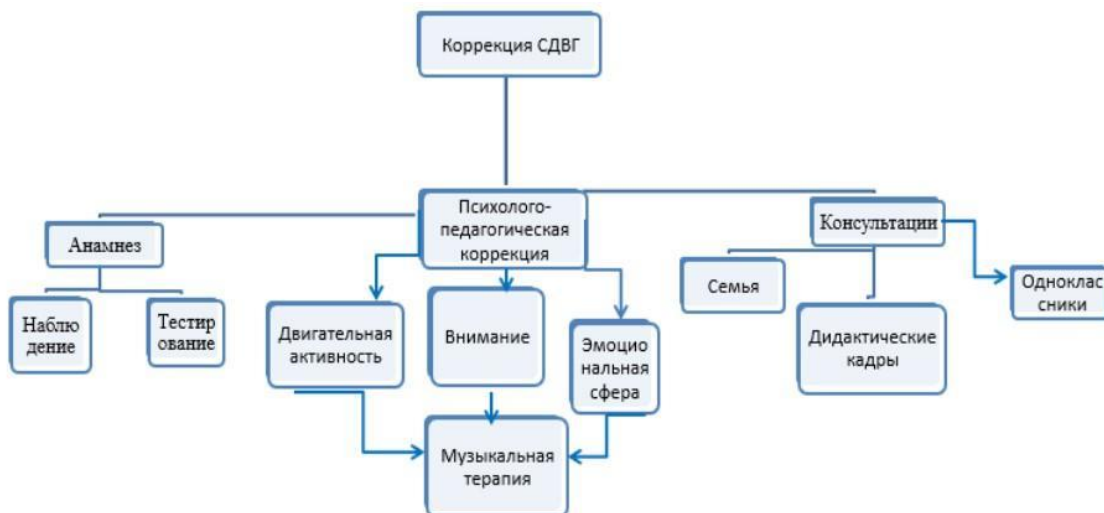 Коррекция СДВГ
Психолого-
педагогическая
коррекция
Анамнез
Консультации
Наблю
дение
Тестир
ование
Двигательная
активность
Внимание
Эмоцио
нальная
сфера
Семья
Дидактические
кадры
Одноклас
сники
Музыкальная
терапия